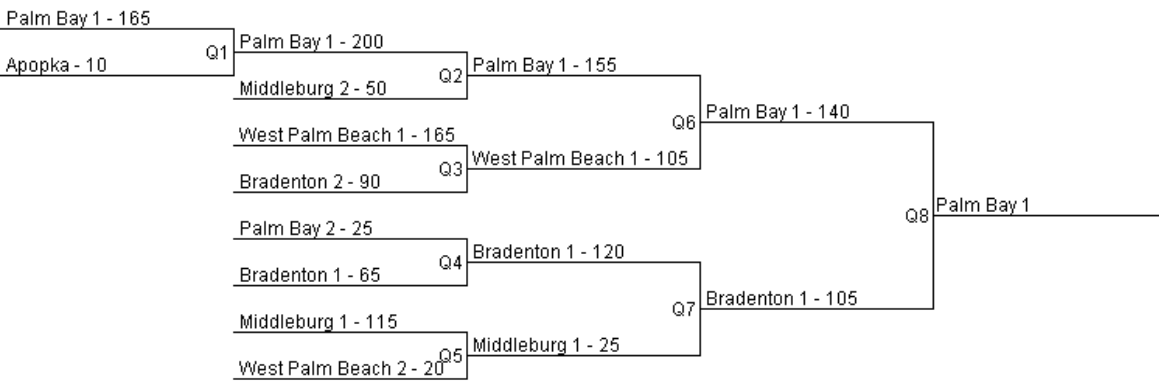 Palm Bay 1 - 165
Apopka - 10
Q1
Palm Bay 1 - 200
Middleburg 2 - 50
Q2
West Palm Beach 1 - 165
Bradenton 2 - 90
Q3
Palm Bay 2 - 25
Bradenton 1 - 65
Q4
Middleburg 1 - 115
West Palm Beach 2 - 20
Q5
Palm Bay 1 - 155
West Palm Beach 1 - 105
Q6
Bradenton 1 - 120
Middleburg 1 - 25
Q7
Palm Bay 1 - 140
Bradenton 1 - 105
Q8
Palm Bay 1